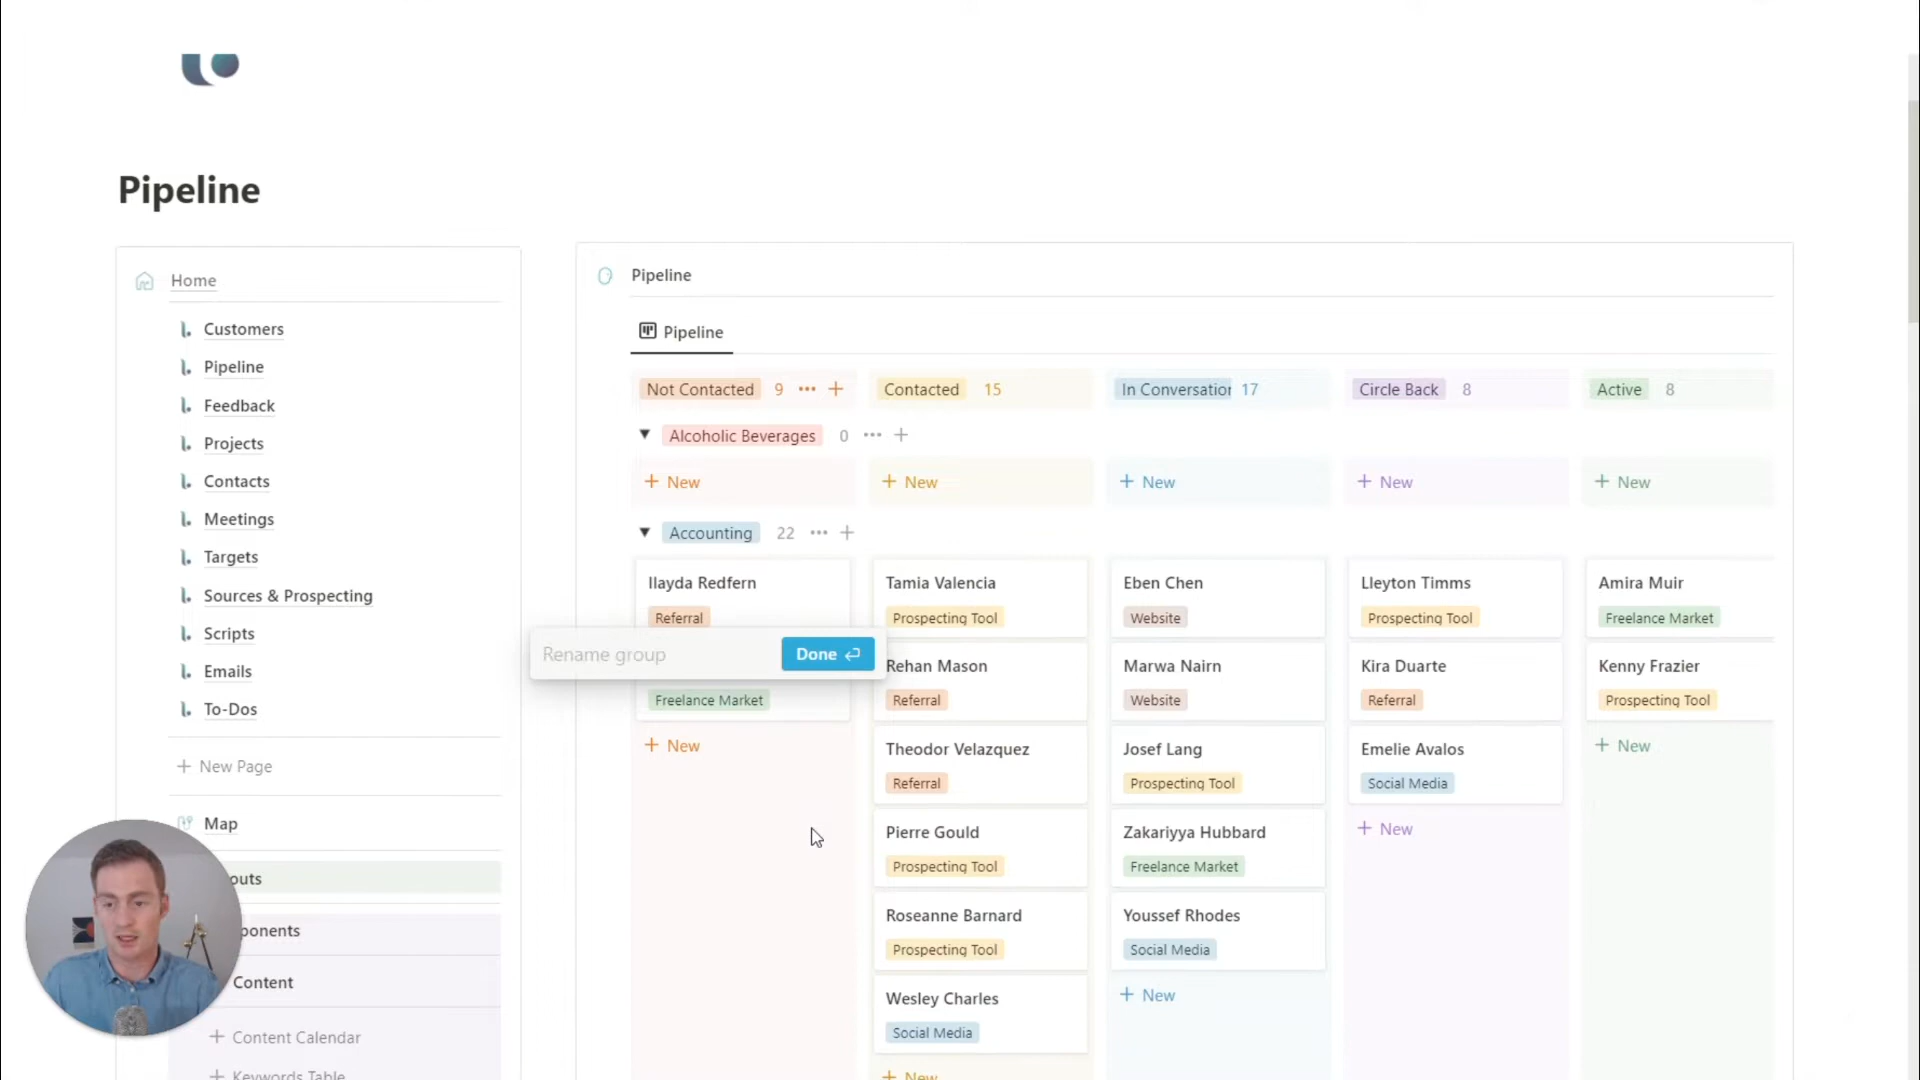 Pipeline
Home
Customers
Pipeline
Feedback
Projects
Contacts
Meetings
Targets
Sources & Prospecting
Scripts
Emails
To-Dos
+ New Page
Map
outs
ponents
Content
+ Content Calendar
+ Keywords Table
Pipeline
Pipeline
Not Contacted 9 ••• +
Contacted 15
In Conversation 17
Circle Back 8
Active 8
Alcoholic Beverages 0 ••• +
+ New
+ New
+ New
+ New
+ New
Accounting 22 ••• +
Ilayda Redfern
Referral
Rename group
Done
Freelance Market
+ New
Tamia Valencia
Prospecting Tool
Rehan Mason
Referral
Theodor Velazquez
Referral
Pierre Gould
Prospecting Tool
Roseanne Barnard
Prospecting Tool
Wesley Charles
Social Media
+ New
Eben Chen
Website
Marwa Nairn
Website
Josef Lang
Prospecting Tool
Zakariyya Hubbard
Freelance Market
Youssef Rhodes
Social Media
+ New
Lleyton Timms
Prospecting Tool
Kira Duarte
Referral
Emelie Avalos
Social Media
+ New
Amira Muir
Freelance Market
Kenny Frazier
Prospecting Tool
+ New